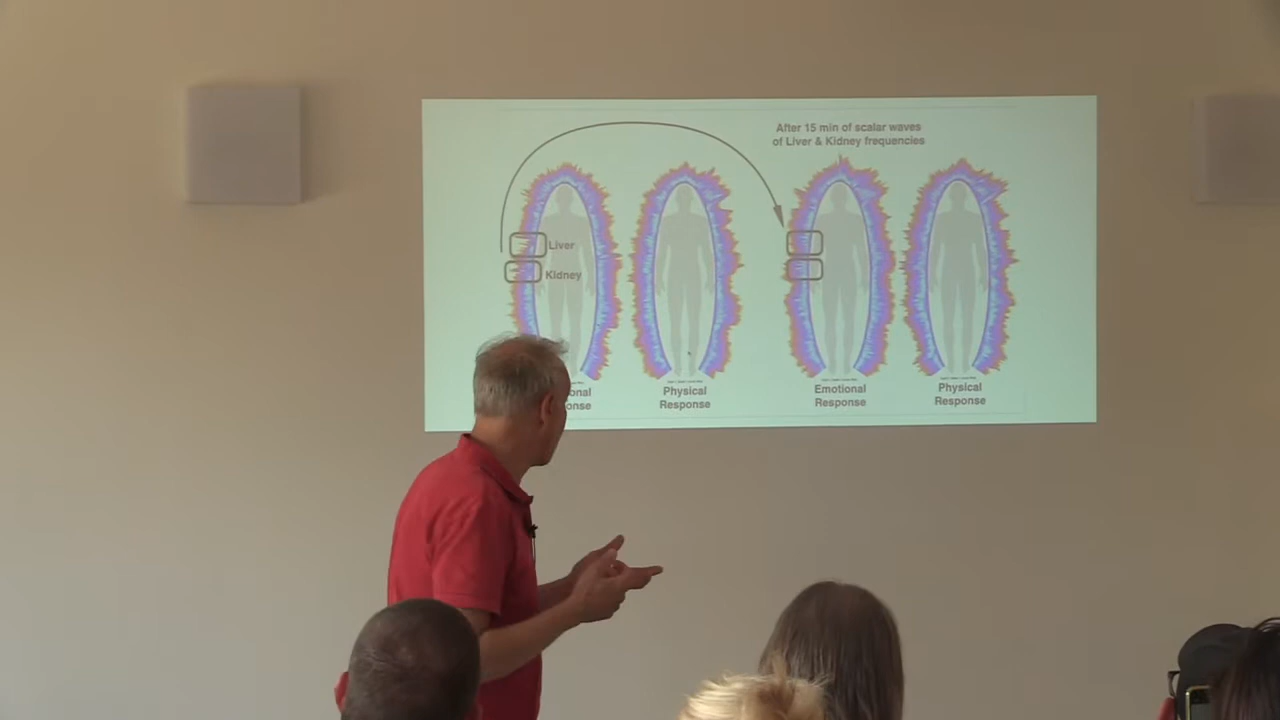 After 15 min of scalar waves
of Liver & Kidney frequencies
Liver
Kidney
Physical
Response
Emotional
Response
Physical
Response